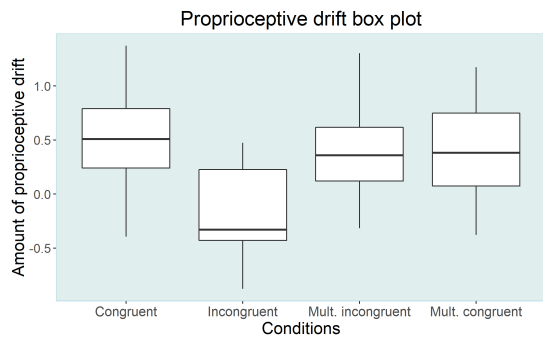 Proprioceptive drift box plot
Amount of proprioceptive drift
1.0
0.5
0.0
-0.5
Congruent Incongruent Mult. incongruent Mult. congruent
Conditions